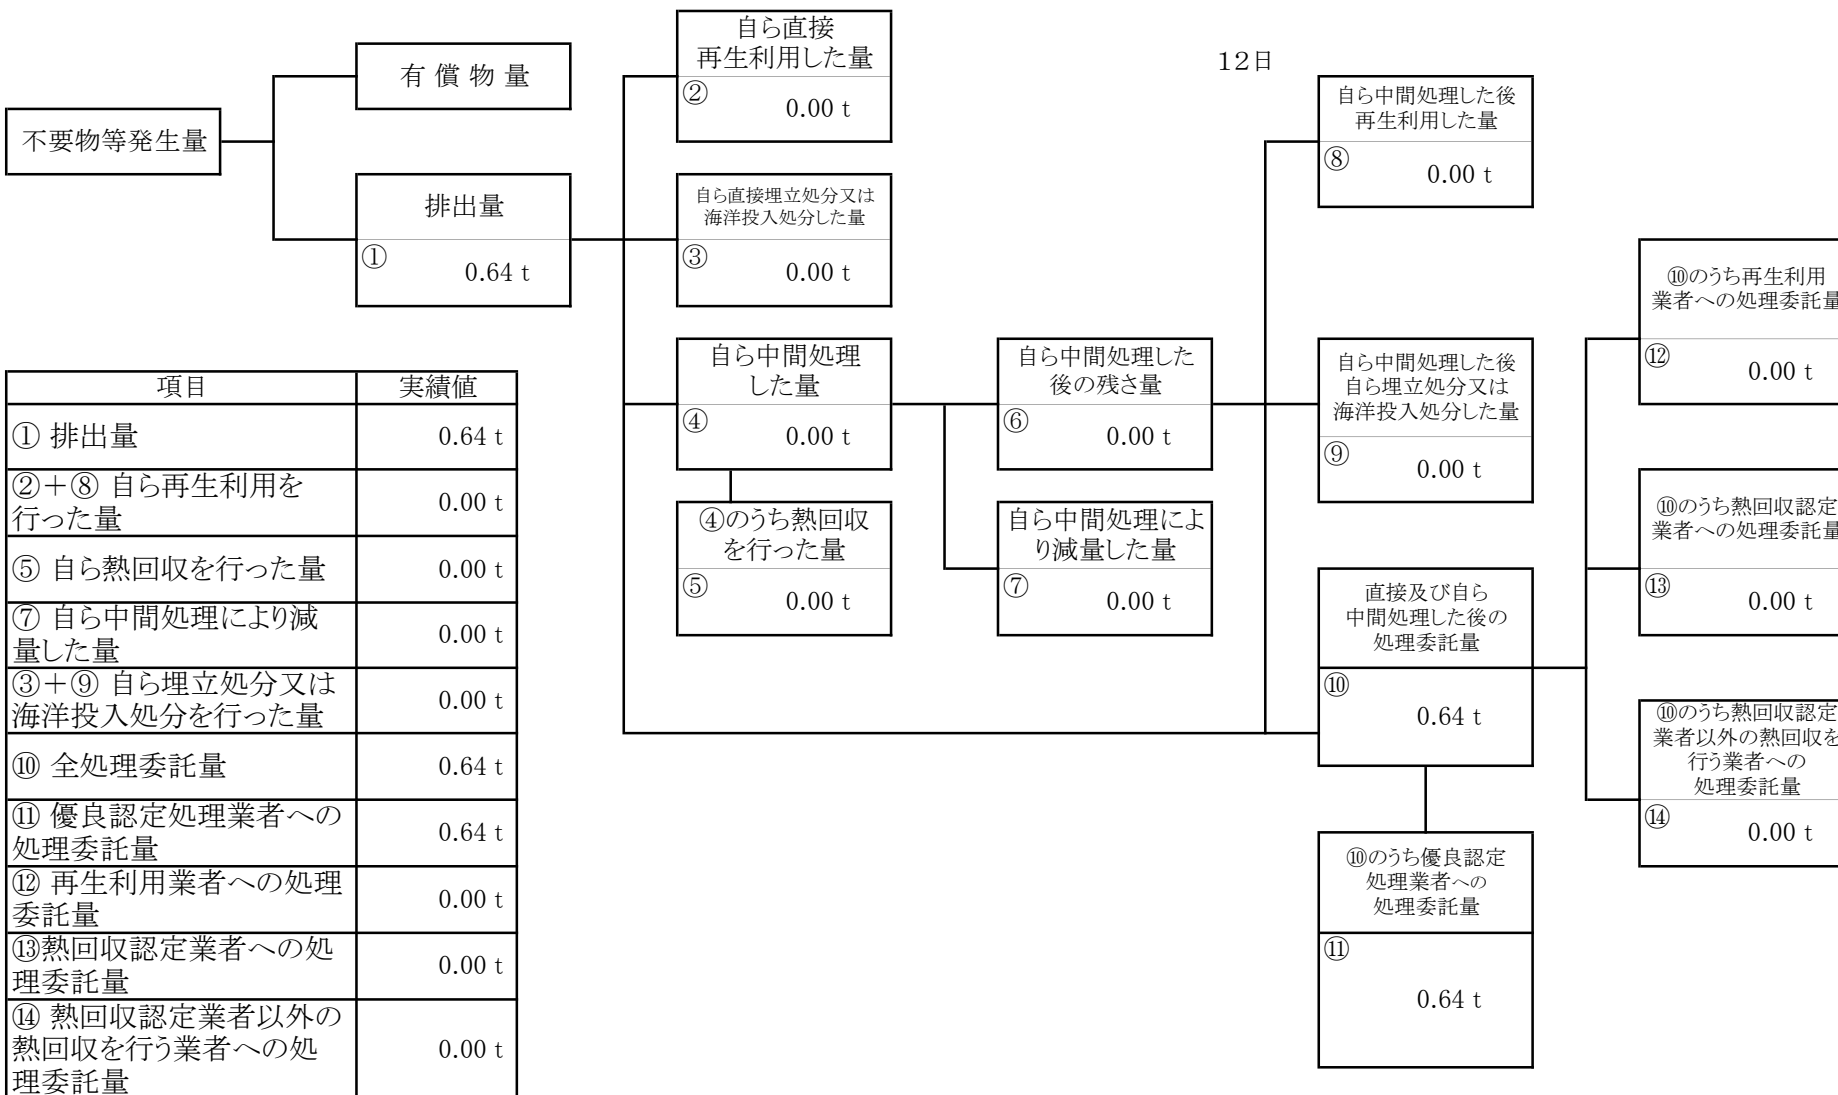 自ら直接
再生利用した量
②
0.00 t
12日
有 償 物 量
不要物等発生量
排出量
①
0.64 t
自ら直接埋立処分又は
海洋投入処分した量
③
0.00 t
自ら中間処理した後
再生利用した量
⑧
0.00 t
自ら中間処理
した量
④
0.00 t
自ら中間処理した
後の残さ量
⑥
0.00 t
自ら中間処理した後
自ら埋立処分又は
海洋投入処分した量
⑨
0.00 t
⑩のうち再生利用
業者への処理委託量
⑫
0.00 t
④のうち熱回収
を行った量
⑤
0.00 t
自ら中間処理によ
り減量した量
⑦
0.00 t
⑩のうち熱回収認定
業者への処理委託量
⑬
0.00 t
直接及び自ら
中間処理した後の
処理委託量
⑩
0.64 t
⑩のうち熱回収認定
業者以外の熱回収を
行う業者への
処理委託量
⑭
0.00 t
⑩のうち優良認定
処理業者への
処理委託量
⑪
0.64 t
項目 実績値
① 排出量 0.64 t
②＋⑧ 自ら再生利用を
行った量 0.00 t
⑤ 自ら熱回収を行った量 0.00 t
⑦ 自ら中間処理により減
量した量 0.00 t
③＋⑨ 自ら埋立処分又は
海洋投入処分を行った量 0.00 t
⑩ 全処理委託量 0.64 t
⑪ 優良認定処理業者への
処理委託量 0.64 t
⑫ 再生利用業者への処理
委託量 0.00 t
⑬熱回収認定業者への処
理委託量 0.00 t
⑭ 熱回収認定業者以外の
熱回収を行う業者への処
理委託量 0.00 t